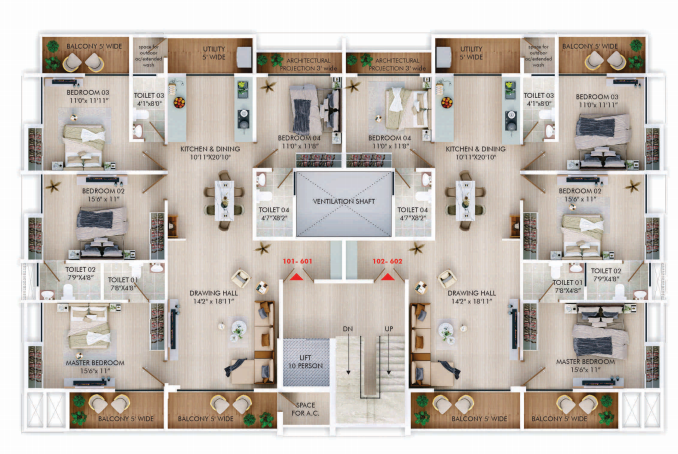 BALCONY 5' WIDE
space for
outdoor
ac/extended
wash
UTILITY
5' WIDE
ARCHITECTURAL
PROJECTION 3' wide
ARCHITECTURAL
PROJECTION 3' wide
UTILITY
5' WIDE
space for
outdoor
ac/extended
wash
BALCONY 5' WIDE
BEDROOM 03
11'0" x 11'11"
TOILET 03
4'1"x8'0"
BEDROOM 04
11'0" x 11'8"
BEDROOM 04
11'0" x 11'8"
TOILET 03
4'1"x8'0"
BEDROOM 03
11'0" x 11'11"
KITCHEN & DINING
10'11"X20'10"
KITCHEN & DINING
10'11"X20'10"
BEDROOM 02
15'6" x 11"
TOILET 04
4'7"X8'2"
VENTILATION SHAFT
TOILET 04
4'7"X8'2"
BEDROOM 02
15'6" x 11"
101- 601
102- 602
TOILET 02
7'9"X4'8"
TOILET 01
7'8"X4'8"
DRAWING HALL
14'2" x 18'11"
DRAWING HALL
14'2" x 18'11"
TOILET 01
7'8"X4'8"
TOILET 02
7'9"X4'8"
MASTER BEDROOM
15'6"x 11"
LIFT
10 PERSON
DN
UP
MASTER BEDROOM
15'6"x 11"
BALCONY 5' WIDE
BALCONY 5' WIDE
SPACE
FOR A.C.
BALCONY 5' WIDE
BALCONY 5' WIDE